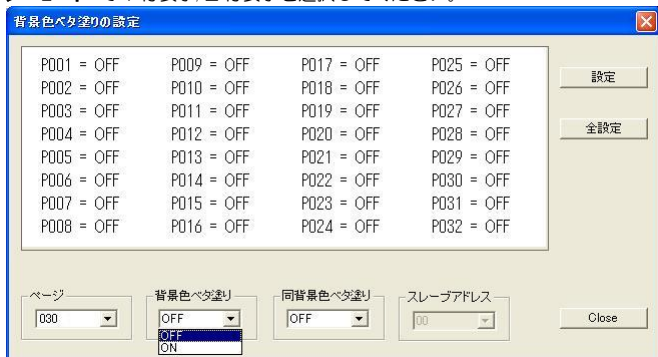 背景色ベタ塗りの設定
P001 = OFF P009 = OFF P017 = OFF P025 = OFF
P002 = OFF P010 = OFF P018 = OFF P026 = OFF
P003 = OFF P011 = OFF P019 = OFF P027 = OFF
P004 = OFF P012 = OFF P020 = OFF P028 = OFF
P005 = OFF P013 = OFF P021 = OFF P029 = OFF
P006 = OFF P014 = OFF P022 = OFF P030 = OFF
P007 = OFF P015 = OFF P023 = OFF P031 = OFF
P008 = OFF P016 = OFF P024 = OFF P032 = OFF
設定
全設定
ページ 背景色ベタ塗り 同背景色ベタ塗り スレーブアドレス
030 OFF OFF 00 Close
OFF
ON